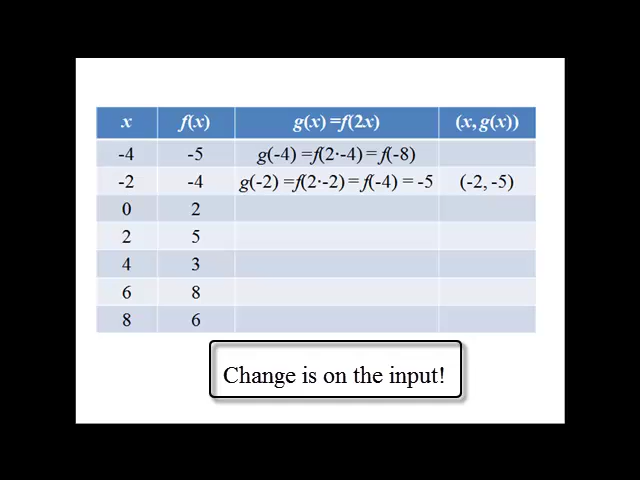 x f(x) g(x) =f(2x) (x, g(x))
-4 -5 g(-4) =f(2·-4) = f(-8)
-2 -4 g(-2) =f(2·-2) = f(-4) = -5 (-2, -5)
0 2
2 5
4 3
6 8
8 6
Change is on the input!